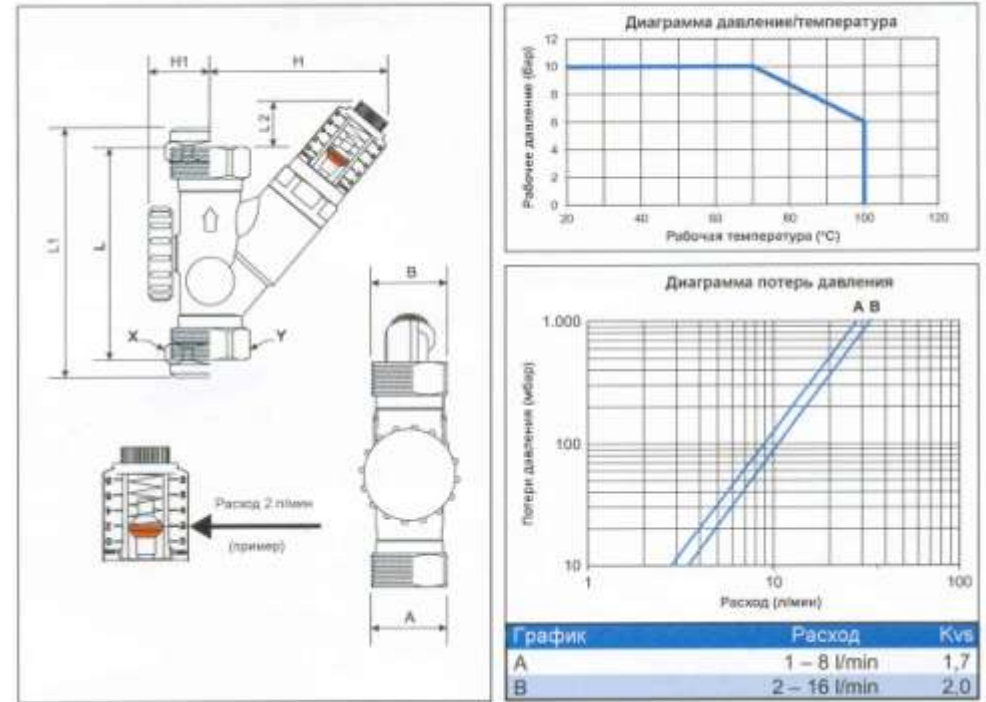 H1
H
L2
L1
L
X
Y
B
A
Расход 2 л/мин
(пример)
Диаграмма давление/температура
Рабочее давление (бар)
12
10
8
6
4
2
0
20 40 60 80 100 120
Рабочая температура (°C)
Диаграмма потерь давления
A B
Потери давления (мбар)
1.000
100
10
1 10 100
Расход (л/мин)
График Расход Kvs
A 1 – 8 l/min 1,7
B 2 – 16 l/min 2,0